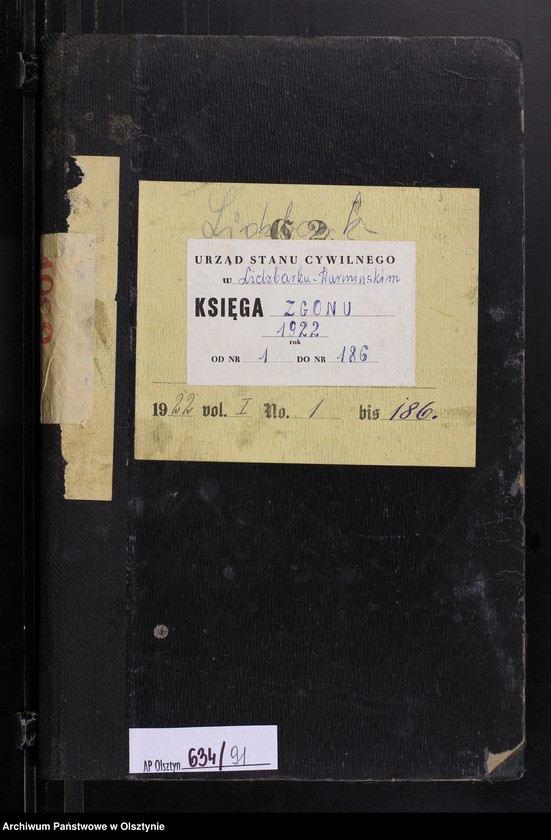 Lidzbark
C. 2.
URZĄD STANU CYWILNEGO
w Lidzbarku-Warmińskim
KSIĘGA ZGONU
1922
rok
OD NR 1 DO NR 186
1922 vol. I No. 1 bis 186.
AP Olsztyn 634/91
Archiwum Państwowe w Olsztynie